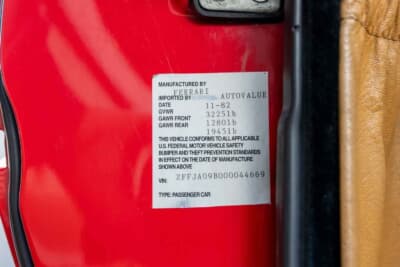 MANUFACTURED BY
FERRARI
IMPORTED BY AUTOVALUE
DATE 11-82
GVWR 3225lb
GAWR FRONT 1280lb
GAWR REAR 1945lb
THIS VEHICLE CONFORMS TO ALL APPLICABLE
U.S. FEDERAL MOTOR VEHICLE SAFETY
BUMPER AND THEFT PREVENTION STANDARDS
IN EFFECT ON THE DATE OF MANUFACTURE
SHOWN ABOVE
VIN: ZFFJA09B000044669
TYPE: PASSENGER CAR